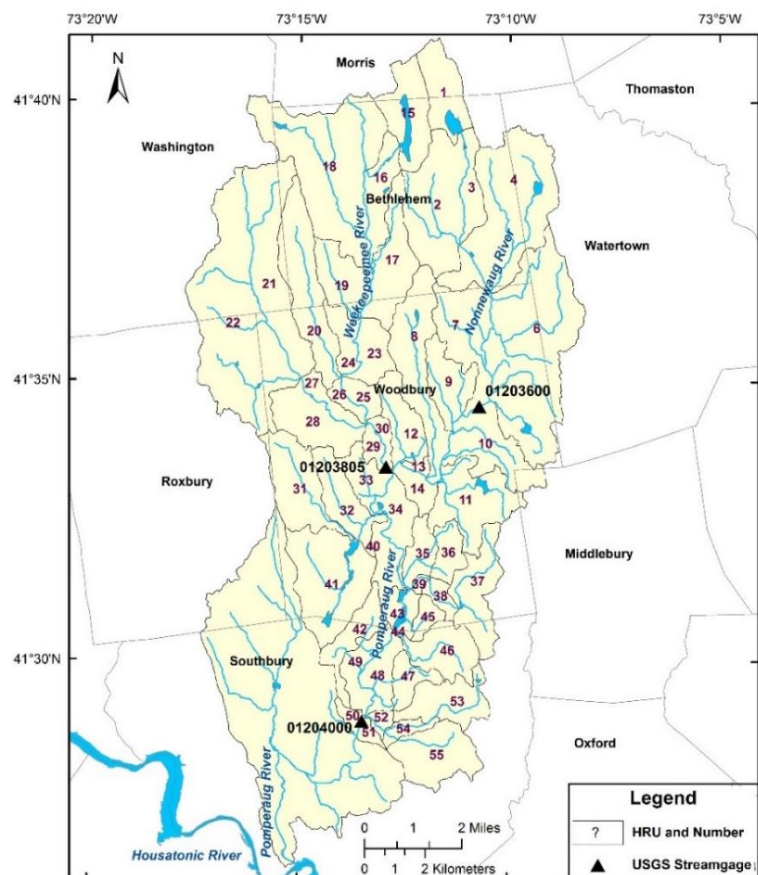 73°20'W
73°15'W
73°10'W
73°5'W
N
Morris
Thomaston
41°40'N
1
15
Washington
18
16
3
4
Bethlehem
2
Watertown
17
Weekeepeemee River
Nonnewaug River
21
19
22
20
8
7
6
23
24
41°35'N
27
Woodbury
9
01203600
26
25
28
30
12
10
29
01203805
13
Roxbury
33
31
14
11
32
34
40
35
36
Middlebury
41
39
37
38
Pomperaug River
43
45
42
44
41°30'N
46
Southbury
49
48
47
53
50
52
01204000
51
54
55
Oxford
Pomperaug River
Housatonic River
0 1 2 Miles
0 1 2 Kilometers
Legend
? HRU and Number
USGS Streamgage